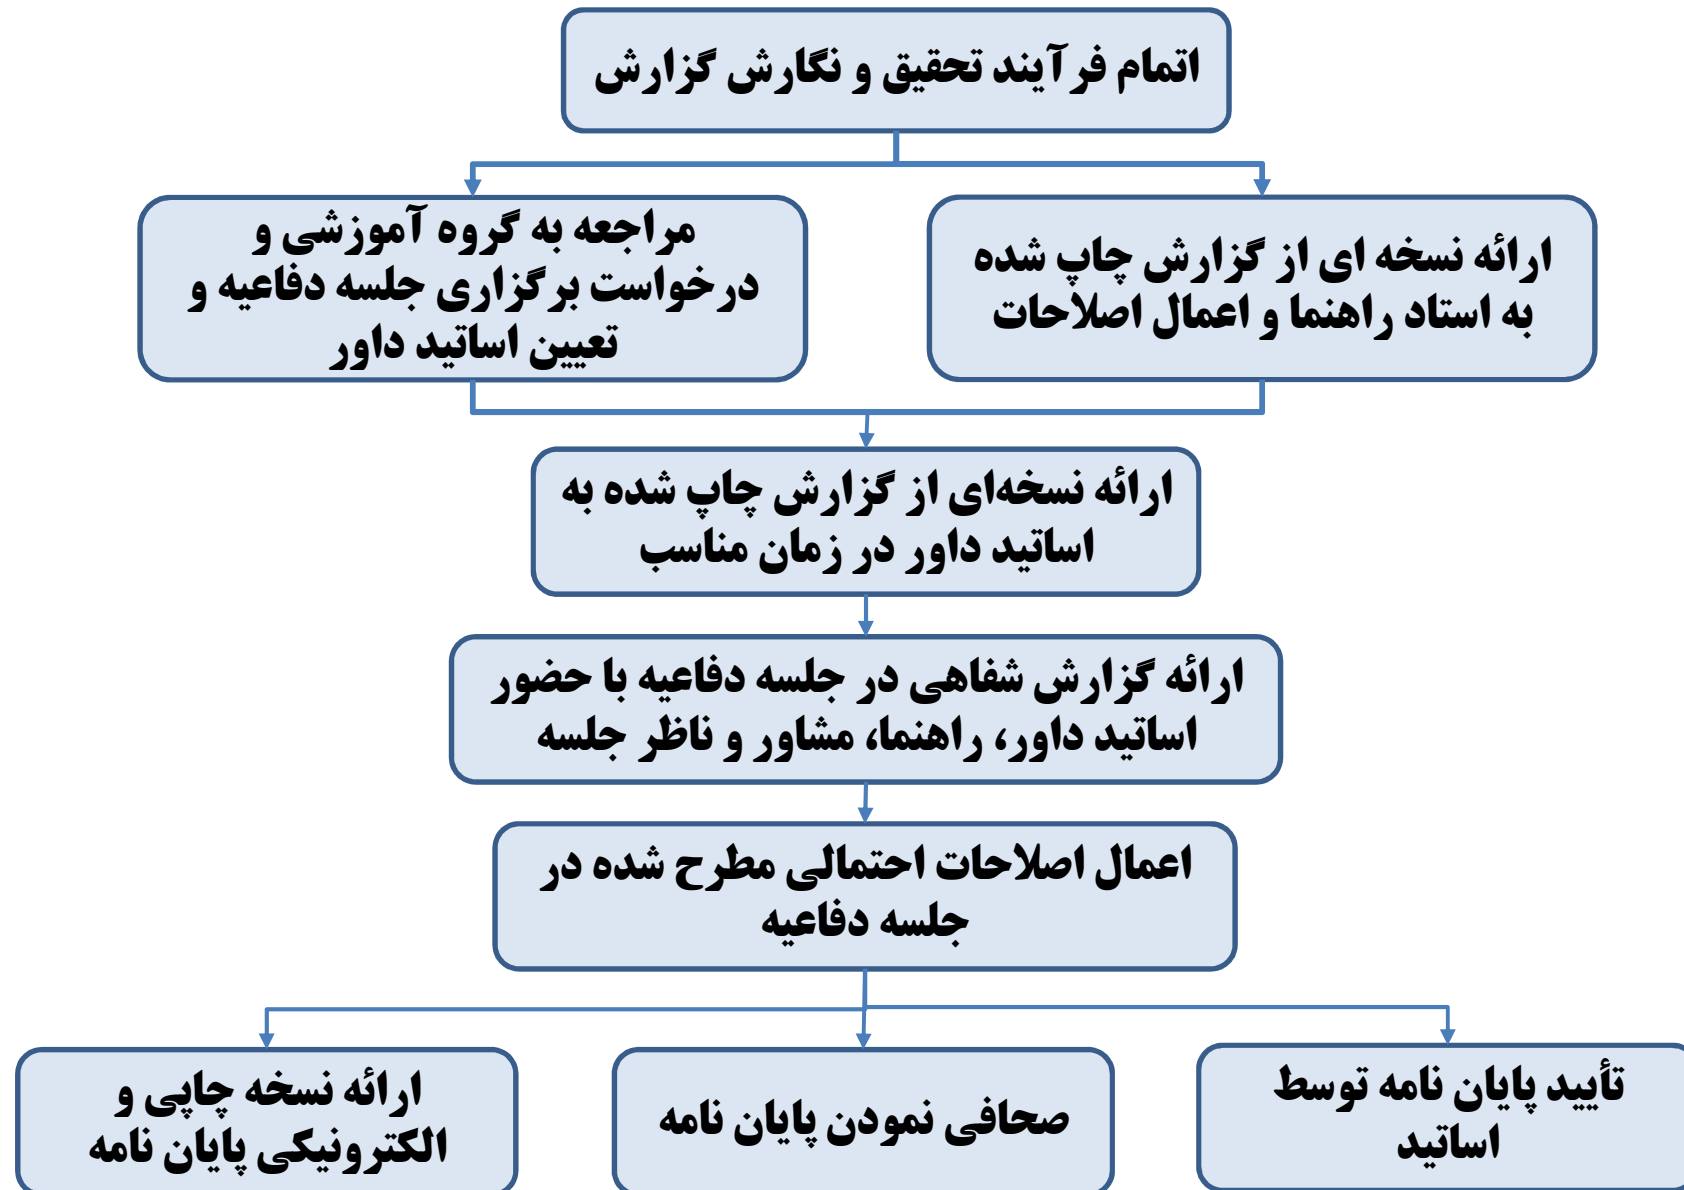 اتمام فرآیند تحقیق و نگارش گزارش
ارائه نسخه ای از گزارش چاپ شده
به استاد راهنما و اعمال اصلاحات
مراجعه به گروه آموزشی و
درخواست برگزاری جلسه دفاعیه و
تعیین اساتید داور
ارائه نسخه‌ای از گزارش چاپ شده به
اساتید داور در زمان مناسب
ارائه گزارش شفاهی در جلسه دفاعیه با حضور
اساتید داور، راهنما، مشاور و ناظر جلسه
اعمال اصلاحات احتمالی مطرح شده در
جلسه دفاعیه
تأیید پایان نامه توسط
اساتید
صحافی نمودن پایان نامه
ارائه نسخه چاپی و
الکترونیکی پایان نامه